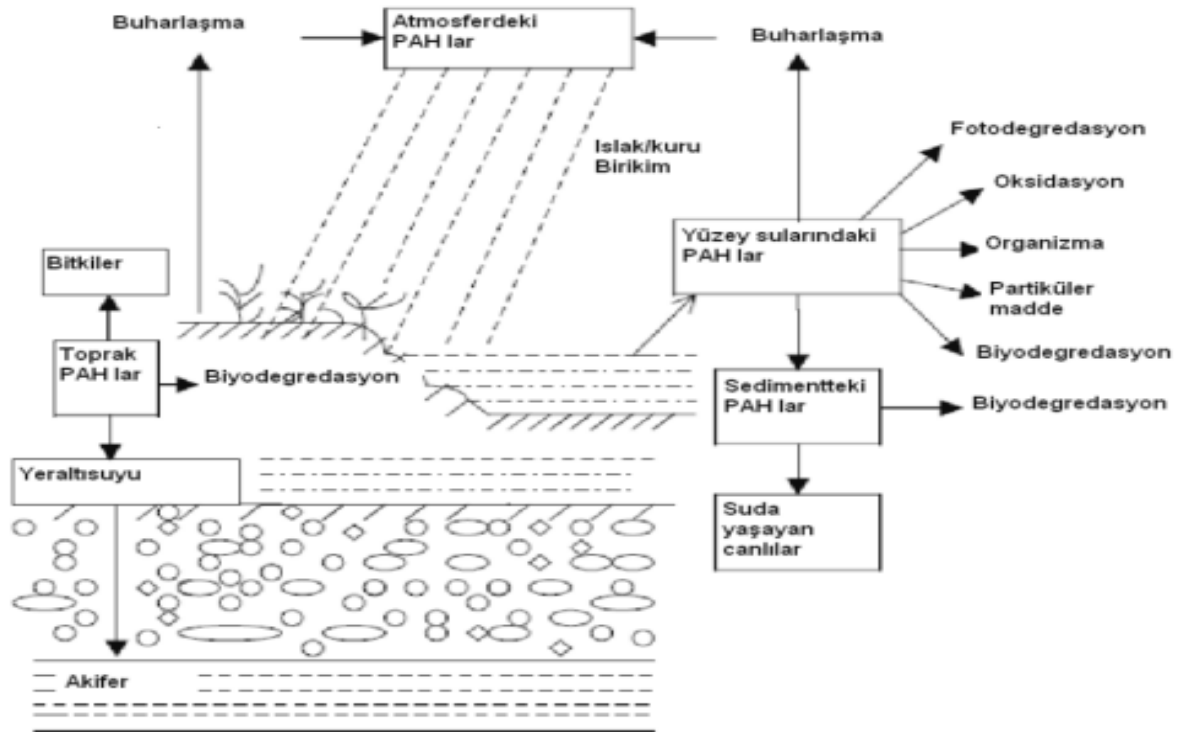 Buharlaşma
Atmosferdeki
PAH lar
Buharlaşma
Islak/kuru
Birikim
Fotodegredasyon
Oksidasyon
Yüzey sularındaki
PAH lar
Organizma
Partiküler
madde
Biyodegredasyon
Bitkiler
Toprak
PAH lar
Biyodegredasyon
Sedimentteki
PAH lar
Biyodegredasyon
Yeraltısuyu
Suda
yaşayan
canlılar
Akifer